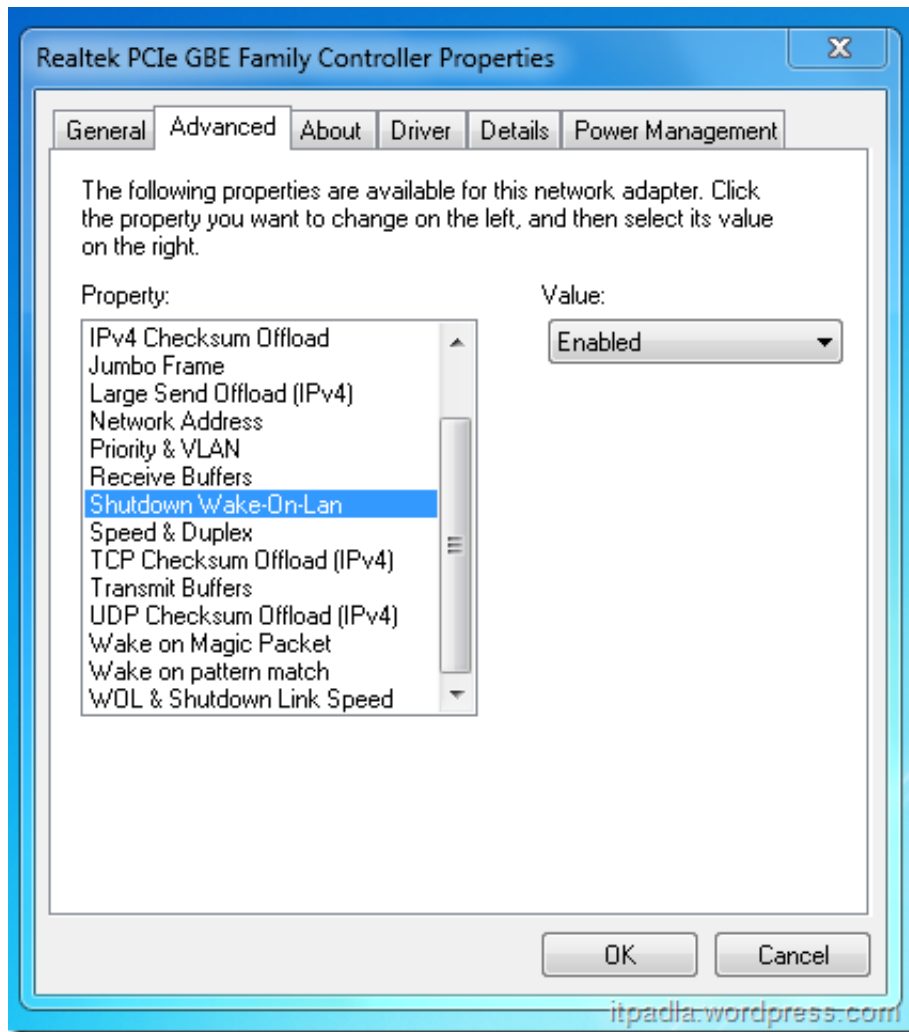 Realtek PCIe GBE Family Controller Properties
General Advanced About Driver Details Power Management
The following properties are available for this network adapter. Click
the property you want to change on the left, and then select its value
on the right.
Property: Value:
Enabled
IPv4 Checksum Offload
Jumbo Frame
Large Send Offload (IPv4)
Network Address
Priority & VLAN
Receive Buffers
Shutdown Wake-On-Lan
Speed & Duplex
TCP Checksum Offload (IPv4)
Transmit Buffers
UDP Checksum Offload (IPv4)
Wake on Magic Packet
Wake on pattern match
WOL & Shutdown Link Speed
OK Cancel
itpadla.wordpress.com